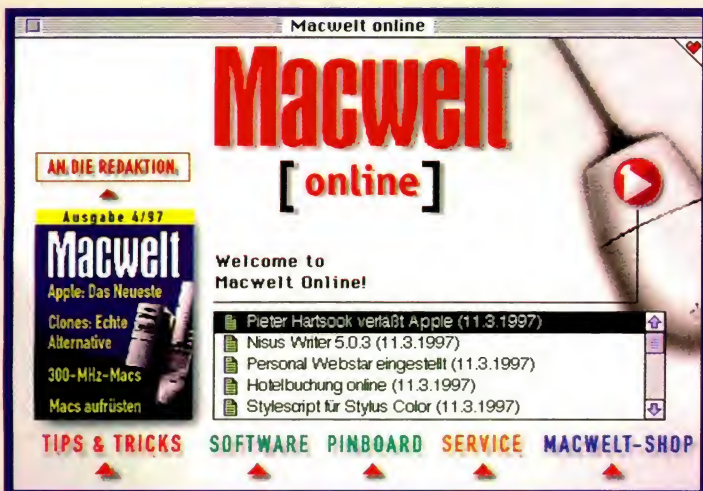 Macwelt online
Macwelt
[online]
AN DIE REDAKTION
Ausgabe 4/97
Macwelt
Apple: Das Neueste
Clones: Echte
Alternative
300-MHz-Macs
Macs aufrüsten
Welcome to
Macwelt Online!
Pieter Hartsook verläßt Apple (11.3.1997)
Nisus Writer 5.0.3 (11.3.1997)
Personal Webstar eingestellt (11.3.1997)
Hotelbuchung online (11.3.1997)
Stylescript für Stylus Color (11.3.1997)
TIPS & TRICKS SOFTWARE PINBOARD SERVICE MACWELT-SHOP